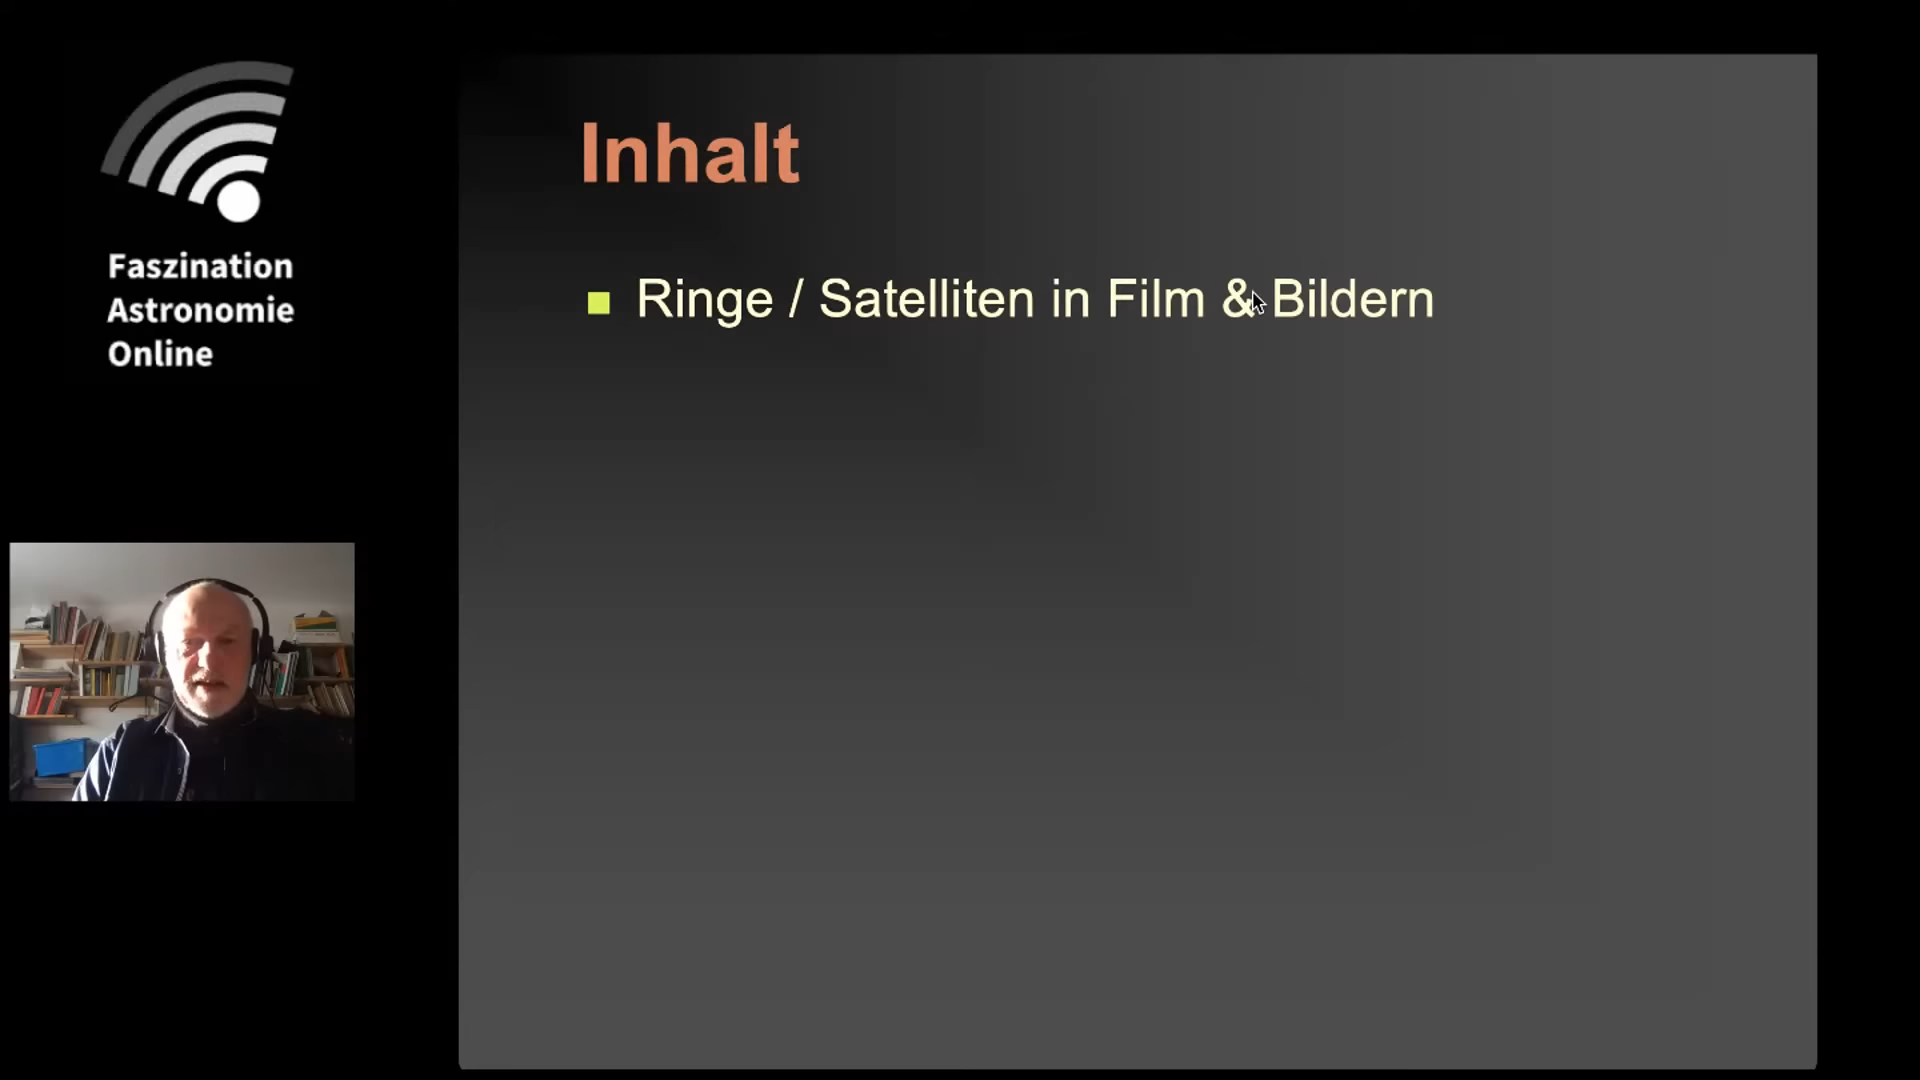 Faszination
Astronomie
Online
Inhalt
Ringe / Satelliten in Film & Bildern